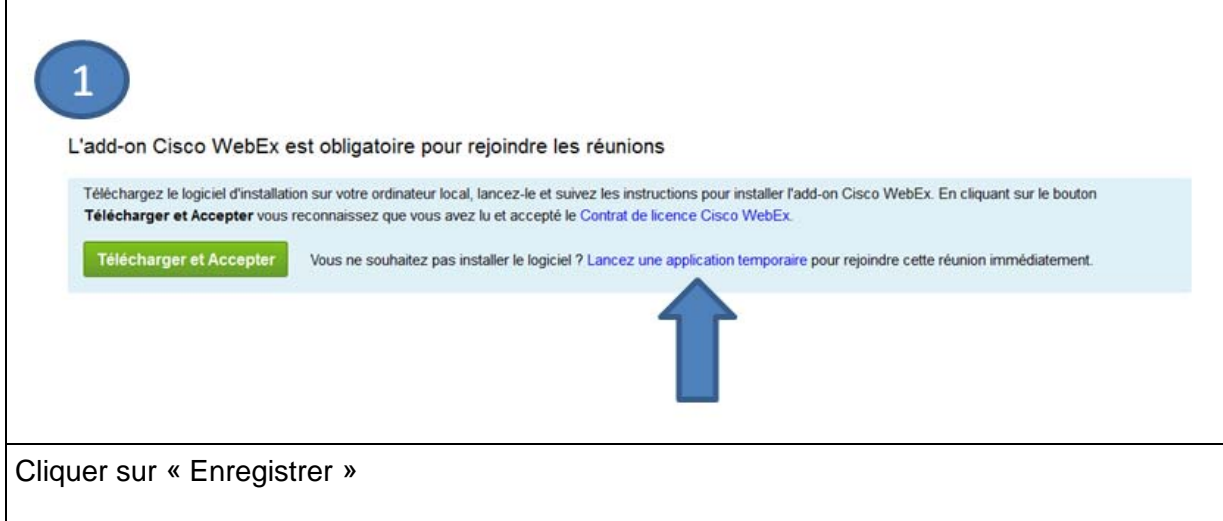 1
L'add-on Cisco WebEx est obligatoire pour rejoindre les réunions
Téléchargez le logiciel d'installation sur votre ordinateur local, lancez-le et suivez les instructions pour installer l'add-on Cisco WebEx. En cliquant sur le bouton
Télécharger et Accepter vous reconnaissez que vous avez lu et accepté le Contrat de licence Cisco WebEx.
Télécharger et Accepter Vous ne souhaitez pas installer le logiciel ? Lancez une application temporaire pour rejoindre cette réunion immédiatement.
Cliquer sur « Enregistrer »